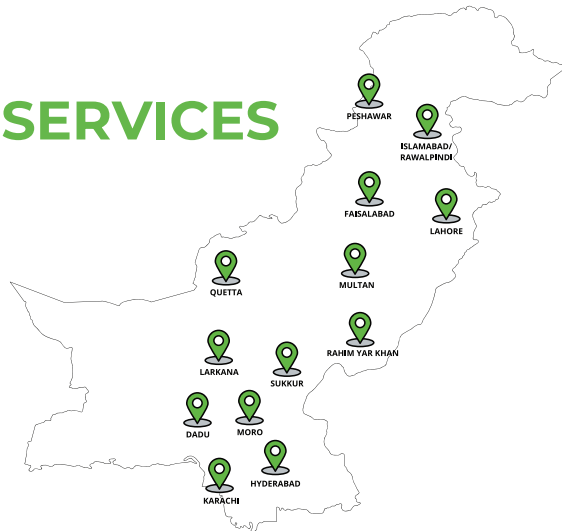 SERVICES
PESHAWAR
ISLAMABAD/
RAWALPINDI
FAISALABAD
LAHORE
QUETTA
MULTAN
RAHIM YAR KHAN
LARKANA
SUKKUR
DADU
MORO
HYDERABAD
KARACHI